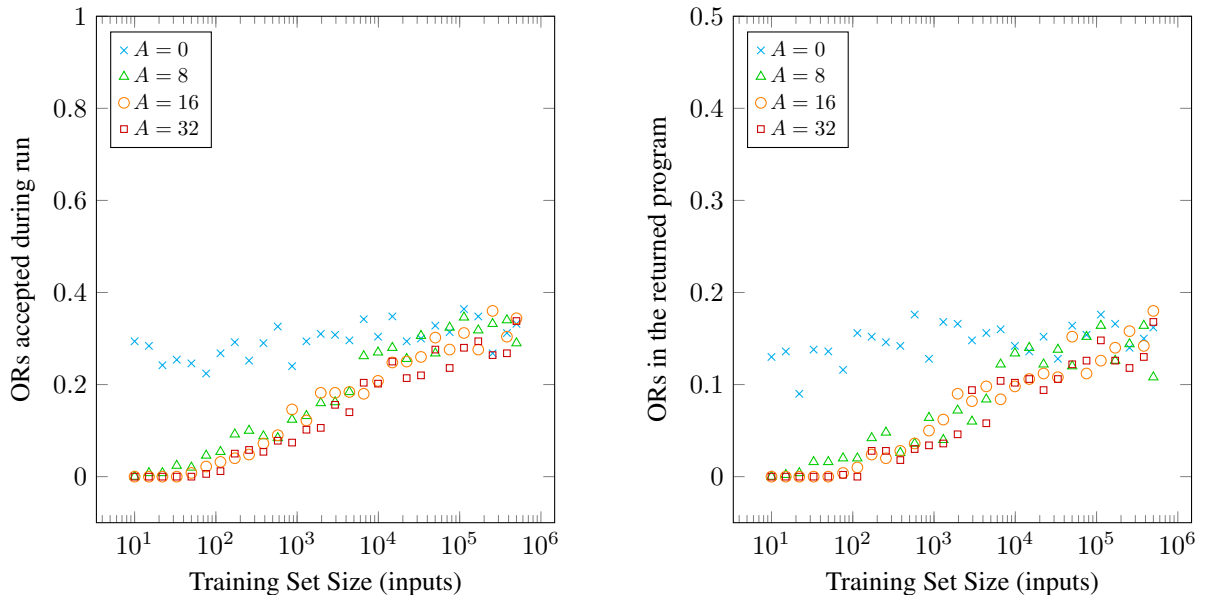 1
0.8
0.6
0.4
0.2
0
ORs accepted during run
A = 0
A = 8
A = 16
A = 32
10^1 10^2 10^3 10^4 10^5 10^6
Training Set Size (inputs)
0.5
0.4
0.3
0.2
0.1
0
ORs in the returned program
A = 0
A = 8
A = 16
A = 32
10^1 10^2 10^3 10^4 10^5 10^6
Training Set Size (inputs)